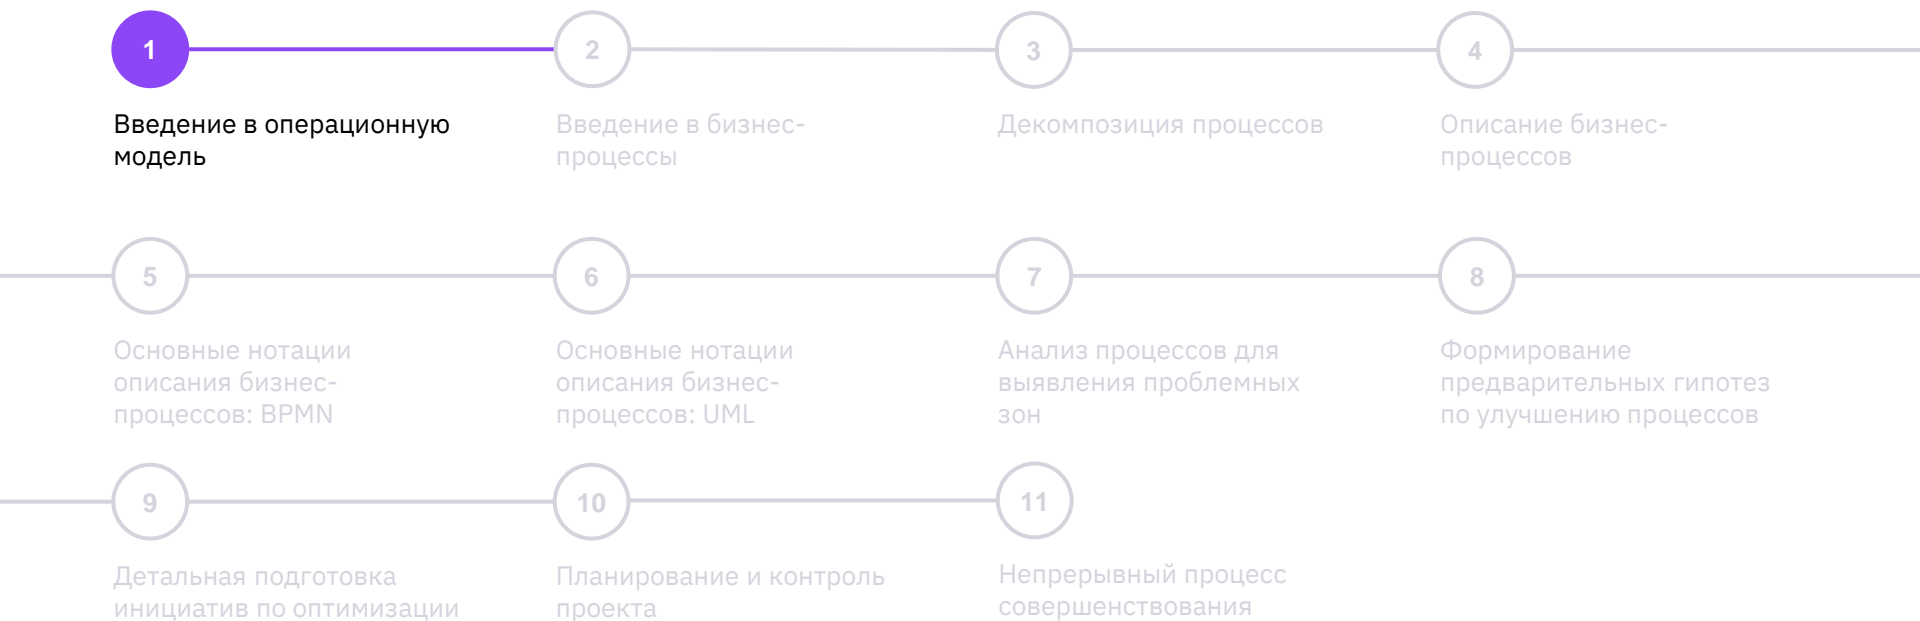 1
2
3
4
Введение в операционную
модель
Введение в бизнес-
процессы
Декомпозиция процессов
Описание бизнес-
процессов
5
6
7
8
Основные нотации
описания бизнес-
процессов: BPMN
Основные нотации
описания бизнес-
процессов: UML
Анализ процессов для
выявления проблемных
зон
Формирование
предварительных гипотез
по улучшению процессов
9
10
11
Детальная подготовка
инициатив по оптимизации
Планирование и контроль
проекта
Непрерывный процесс
совершенствования